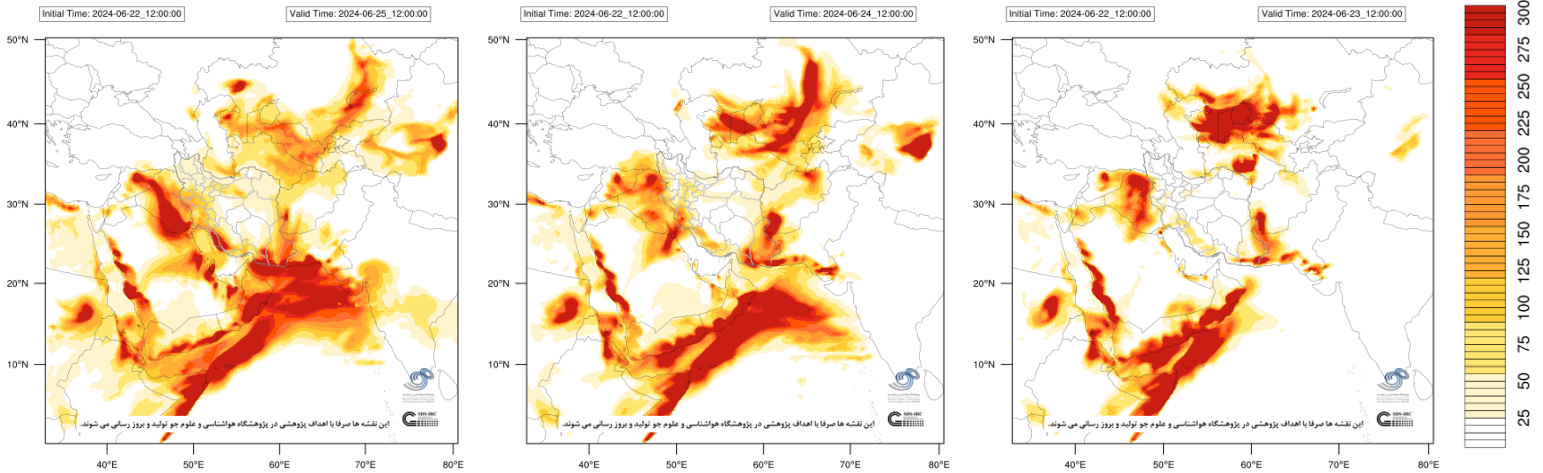 Initial Time: 2024-06-22_12:00:00 Valid Time: 2024-06-25_12:00:00
50°N
40°N
30°N
20°N
10°N
40°E 50°E 60°E 70°E 80°E
SDS-IRC
این نقشه ها صرفا با اهداف پژوهشی در پژوهشگاه هواشناسی و علوم جو تولید و بروز رسانی می شوند.
Initial Time: 2024-06-22_12:00:00 Valid Time: 2024-06-24_12:00:00
50°N
40°N
30°N
20°N
10°N
40°E 50°E 60°E 70°E 80°E
SDS-IRC
این نقشه ها صرفا با اهداف پژوهشی در پژوهشگاه هواشناسی و علوم جو تولید و بروز رسانی می شوند.
Initial Time: 2024-06-22_12:00:00 Valid Time: 2024-06-23_12:00:00
50°N
40°N
30°N
20°N
10°N
40°E 50°E 60°E 70°E 80°E
SDS-IRC
این نقشه ها صرفا با اهداف پژوهشی در پژوهشگاه هواشناسی و علوم جو تولید و بروز رسانی می شوند.
300
275
250
225
200
175
150
125
100
75
50
25